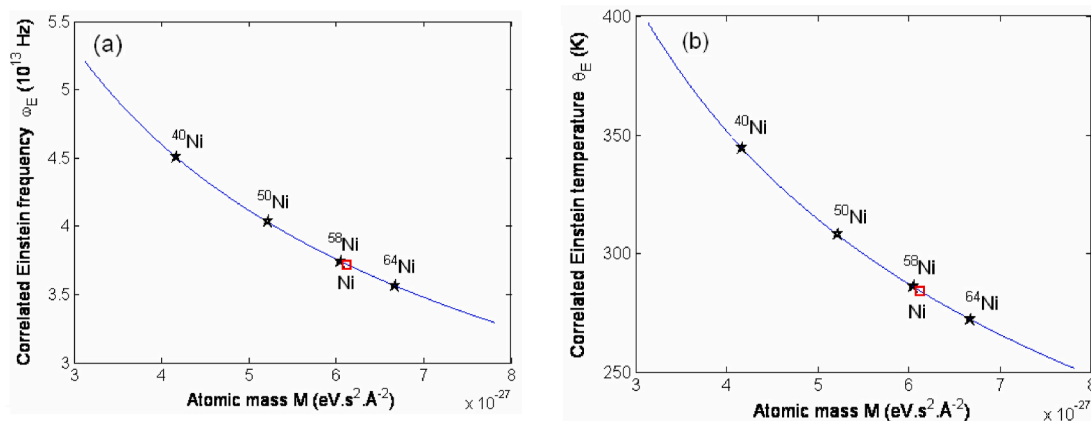 (a)
Correlated Einstein frequency ω_E (10^13 Hz)
5.5
5
4.5
4
3.5
3
^40Ni
^50Ni
^58Ni
^64Ni
Ni
3 4 5 6 7 8
Atomic mass M (eV.s^2.Å^-2)
x 10^-27
(b)
Correlated Einstein temperature θ_E (K)
400
350
300
250
^40Ni
^50Ni
^58Ni
^64Ni
Ni
3 4 5 6 7 8
Atomic mass M (eV.s^2.Å^-2)
x 10^-27